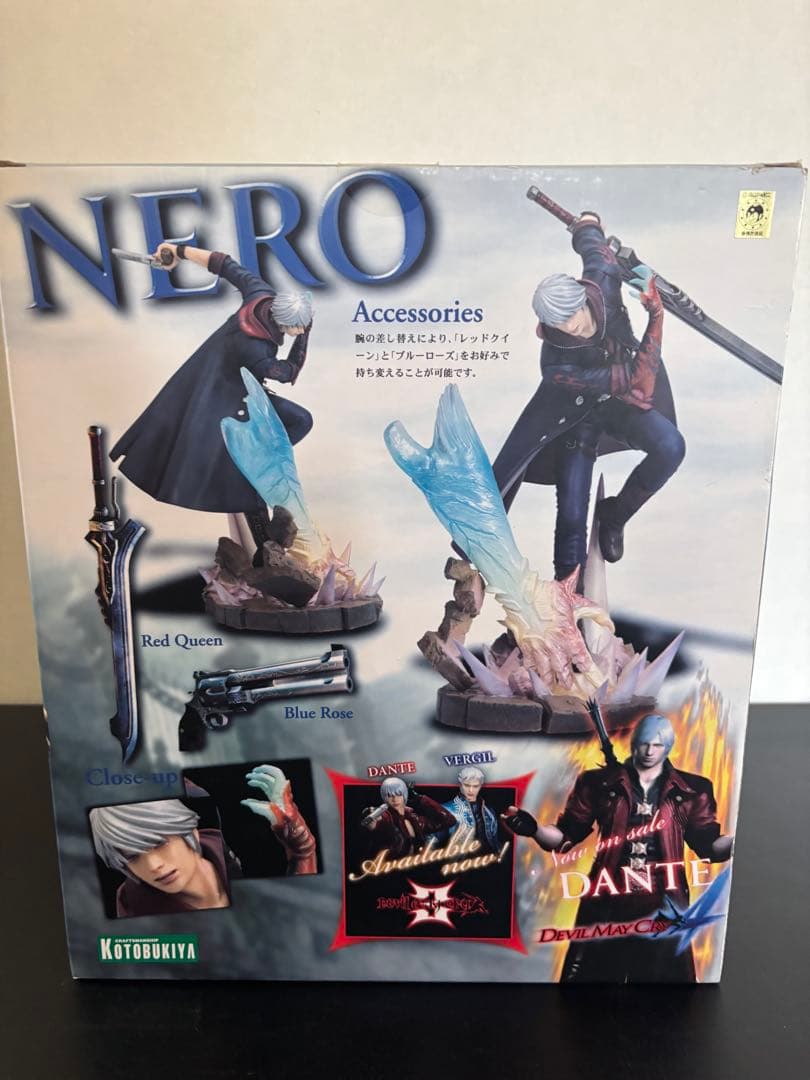 NERO
Accessories
腕の差し替えにより、「レッドクイ
ーン」と「ブルーローズ」をお好みで
持ち変えることが可能です。
Red Queen
Blue Rose
Close-up
DANTE
VERGIL
Available
now!
Now on sale
DANTE
DEVIL MAY CRY 4
CRAFTSMANSHIP
KOTOBUKIYA